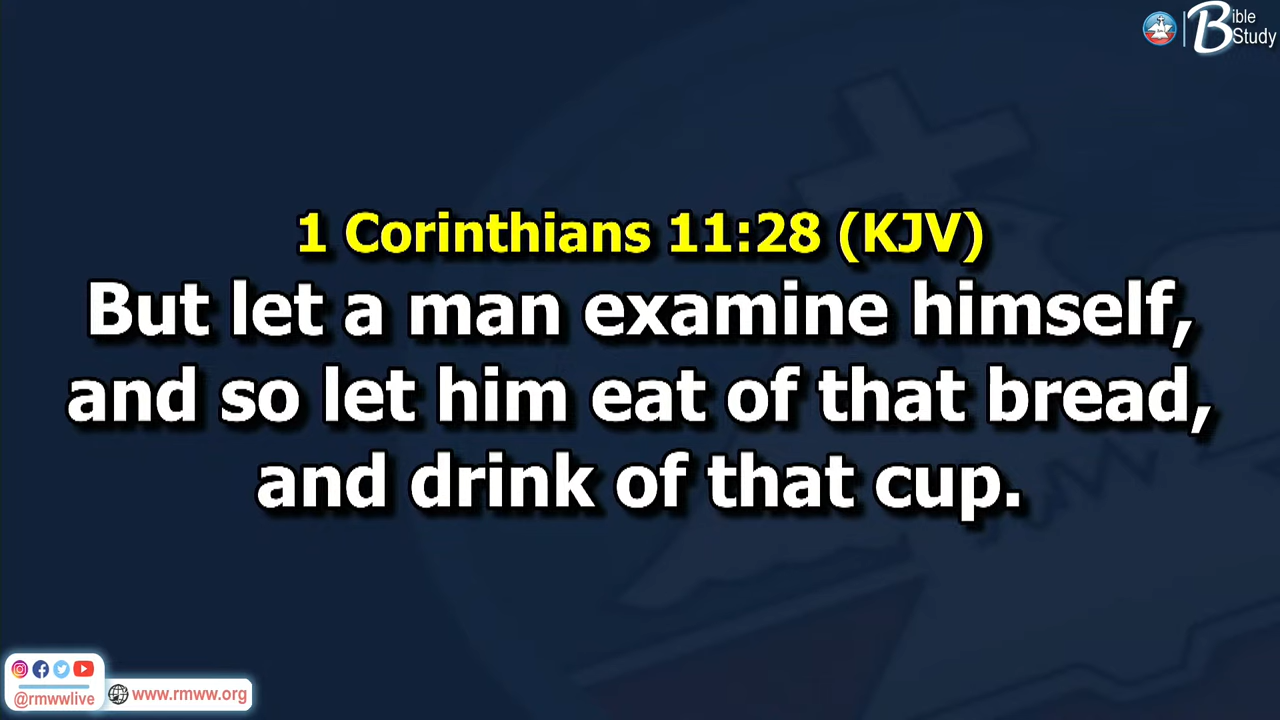 Bible
Study
1 Corinthians 11:28 (KJV)
But let a man examine himself,
and so let him eat of that bread,
and drink of that cup.
@rmwwlive
www.rmww.org